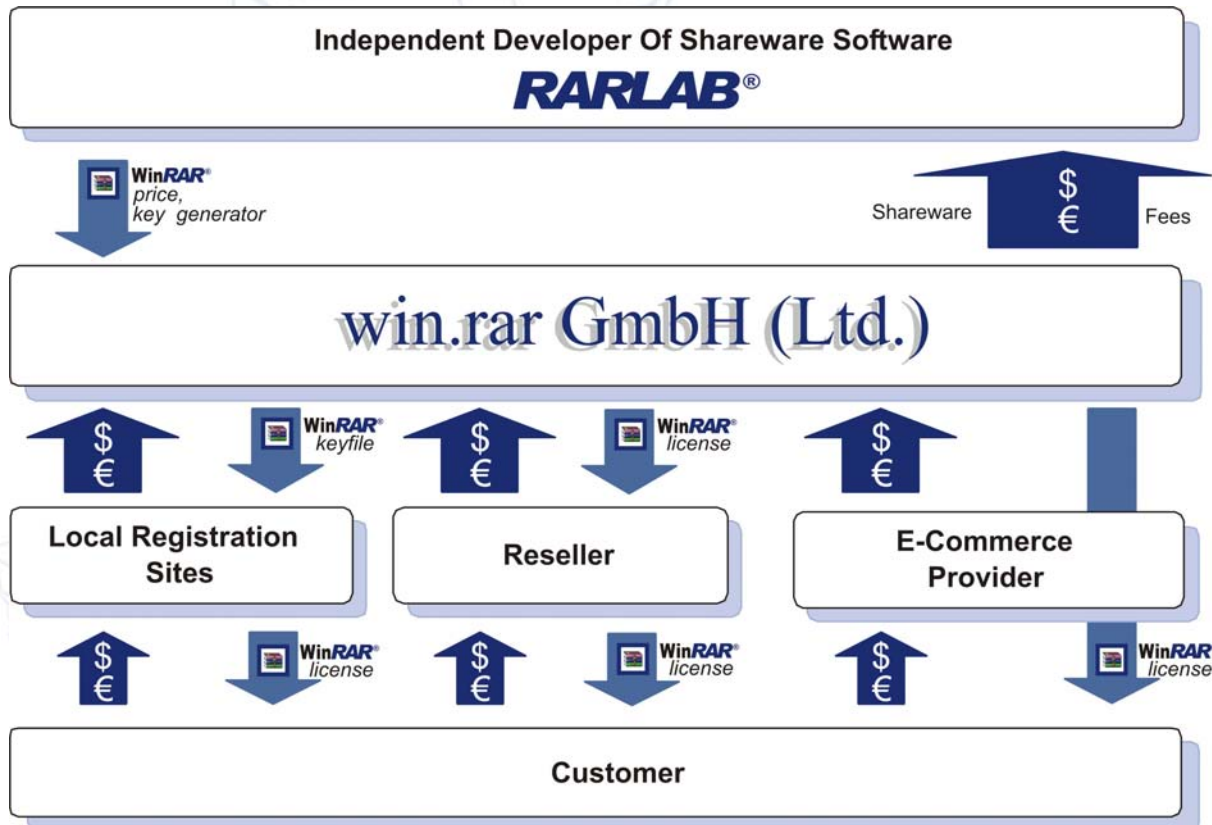 Independent Developer Of Shareware Software
RARLAB®
WinRAR®
price,
key generator
$
€
Shareware
Fees
win.rar GmbH (Ltd.)
$
€
WinRAR®
keyfile
$
€
WinRAR®
license
$
€
Local Registration
Sites
Reseller
E-Commerce
Provider
$
€
WinRAR®
license
$
€
WinRAR®
license
$
€
WinRAR
license
Customer